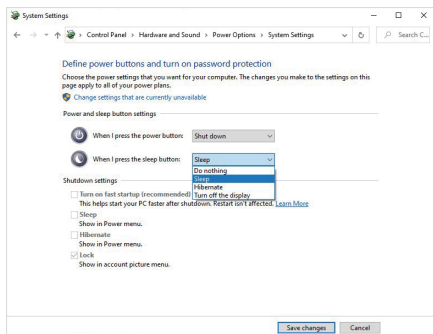 System Settings
Control Panel > Hardware and Sound > Power Options > System Settings
Search C...
Define power buttons and turn on password protection
Choose the power settings that you want for your computer. The changes you make to the settings on this
page apply to all of your power plans.
Change settings that are currently unavailable
Power and sleep button settings
When I press the power button: Shut down
When I press the sleep button: Sleep
Do nothing
Sleep
Hibernate
Turn off the display
Shutdown settings
Turn on fast startup (recommended)
This helps start your PC faster after shutdown. Restart isn't affected. Learn More
Sleep
Show in Power menu.
Hibernate
Show in Power menu.
Lock
Show in account picture menu.
Save changes Cancel